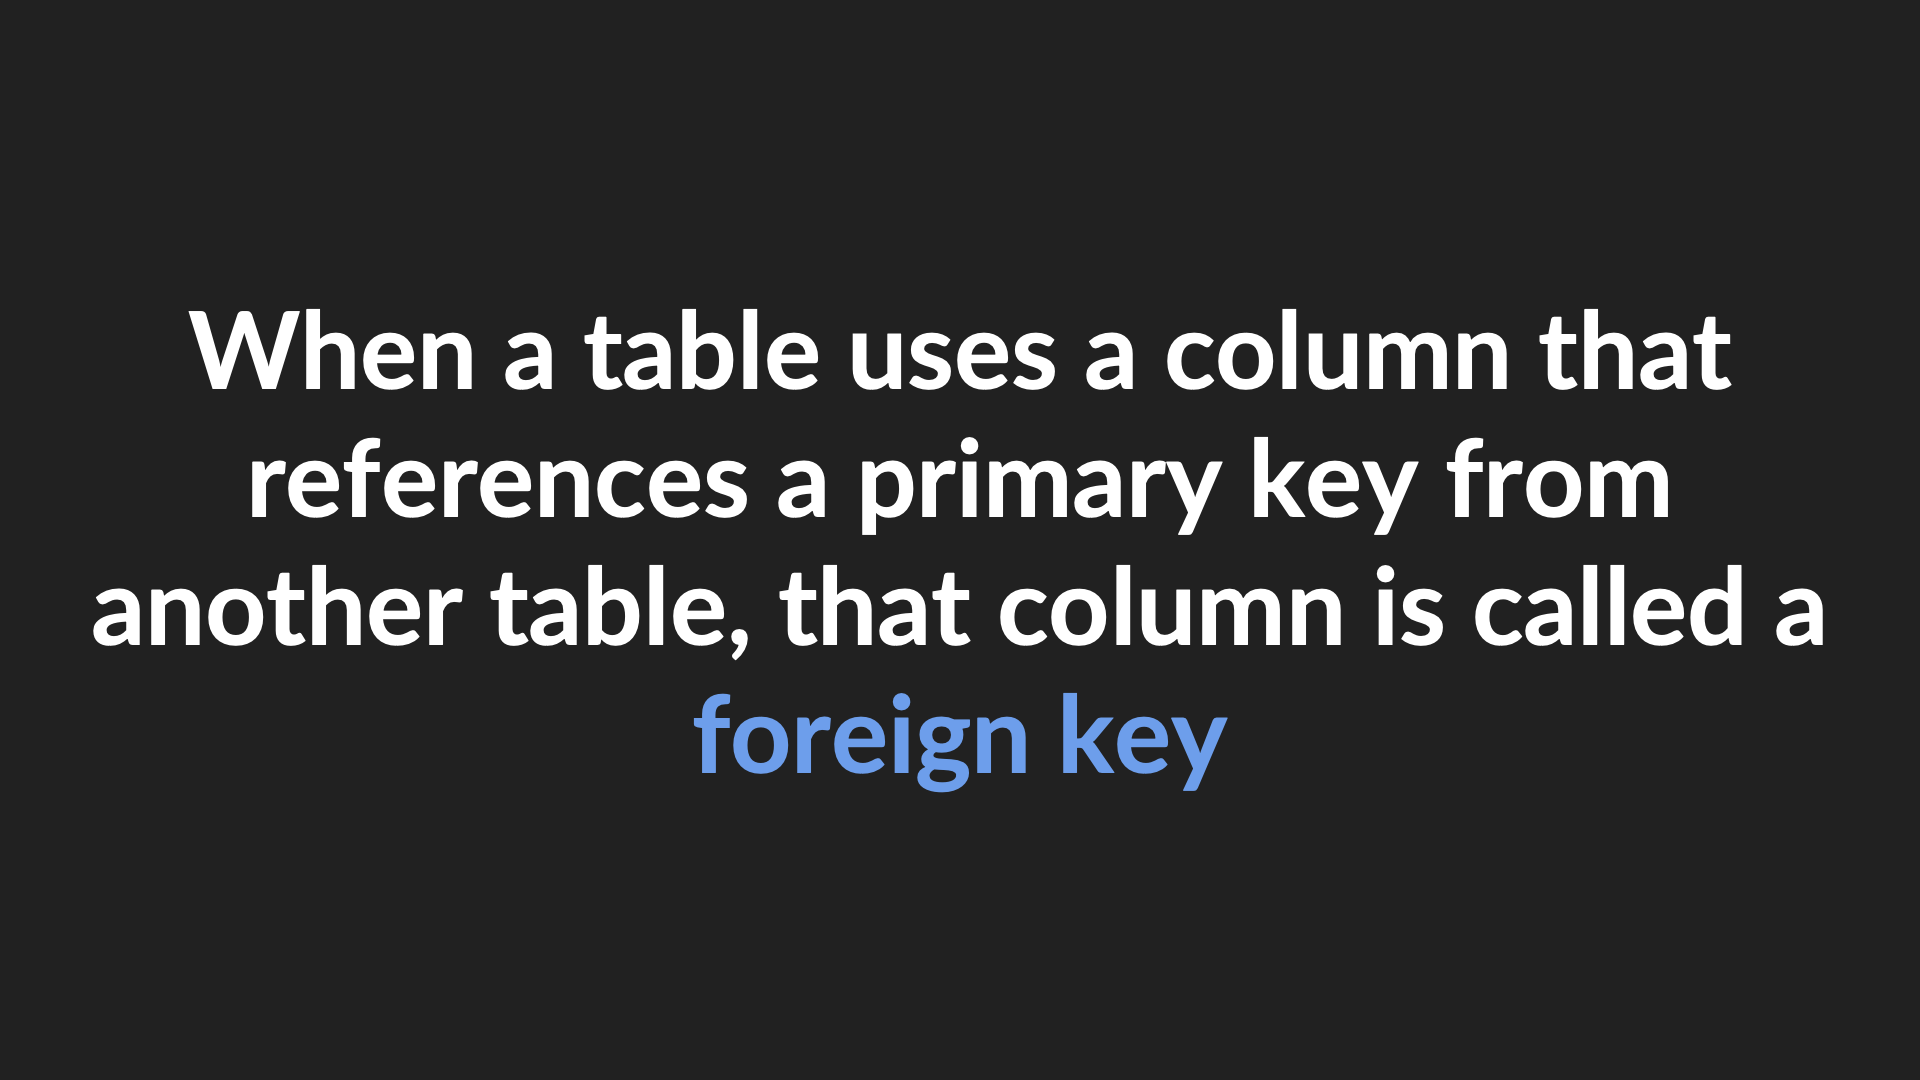 When a table uses a column that
references a primary key from
another table, that column is called a
foreign key